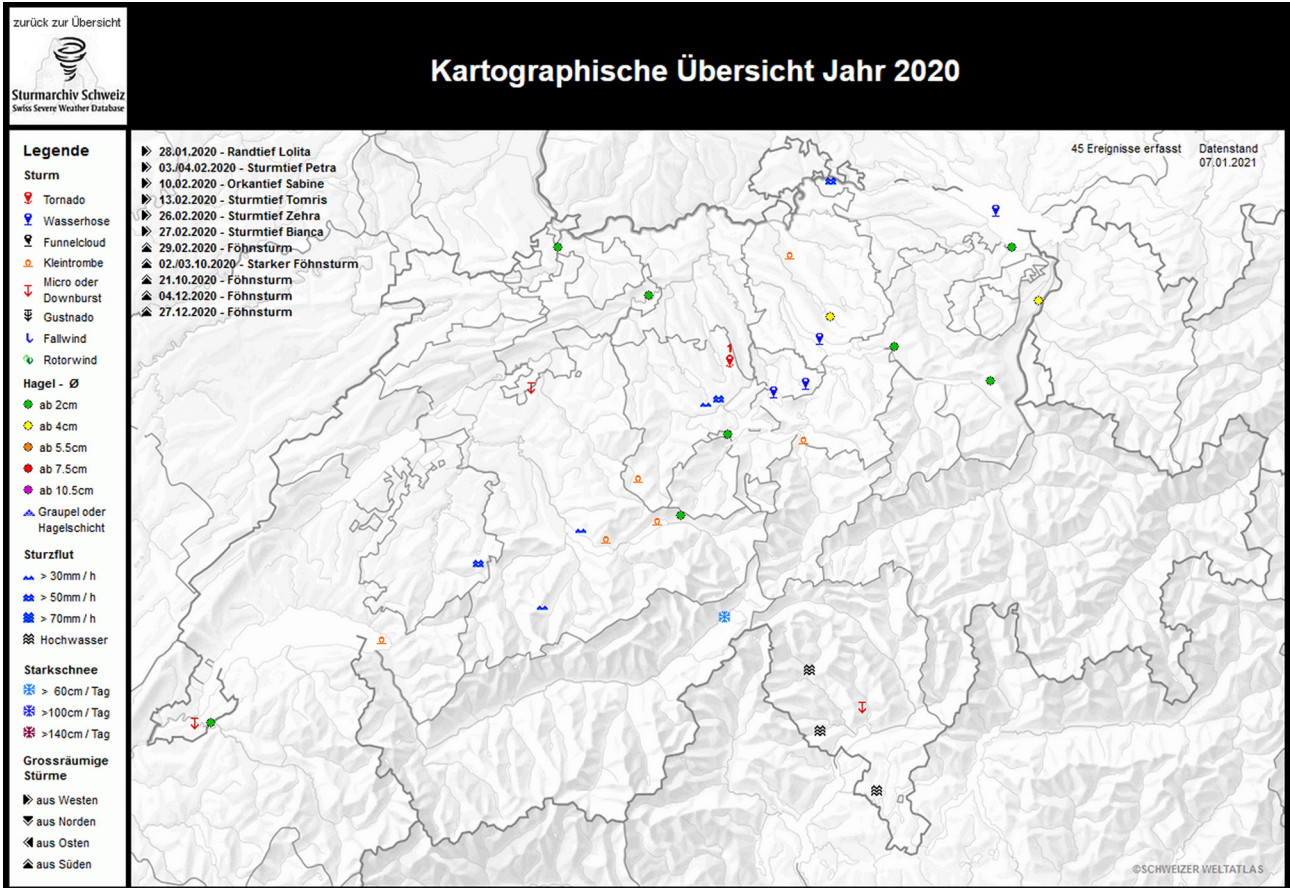 zurück zur Übersicht
Sturmarchiv Schweiz
Swiss Severe Weather Database
Kartographische Übersicht Jahr 2020
Legende
Sturm
Tornado
Wasserhose
Funnelcloud
Kleintrombe
Micro oder
Downburst
Gustnado
Fallwind
Rotorwind
Hagel - Ø
ab 2cm
ab 4cm
ab 5.5cm
ab 7.5cm
ab 10.5cm
Graupel oder
Hagelschicht
Sturzflut
> 30mm / h
> 50mm / h
> 70mm / h
Hochwasser
Starkschnee
> 60cm / Tag
>100cm / Tag
>140cm / Tag
Grossräumige
Stürme
aus Westen
aus Norden
aus Osten
aus Süden
28.01.2020 - Randtief Lolita
03./04.02.2020 - Sturmtief Petra
10.02.2020 - Orkantief Sabine
13.02.2020 - Sturmtief Tomris
26.02.2020 - Sturmtief Zehra
27.02.2020 - Sturmtief Bianca
29.02.2020 - Föhnsturm
02./03.10.2020 - Starker Föhnsturm
21.10.2020 - Föhnsturm
04.12.2020 - Föhnsturm
27.12.2020 - Föhnsturm
45 Ereignisse erfasst
Datenstand
07.01.2021
1
©SCHWEIZER WELTATLAS